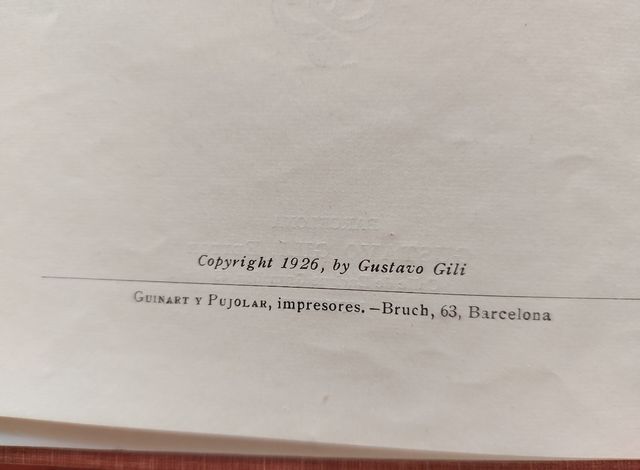 Copyright 1926, by Gustavo Gili
GUINART Y PUJOLAR, impresores. —Bruch, 63, Barcelona